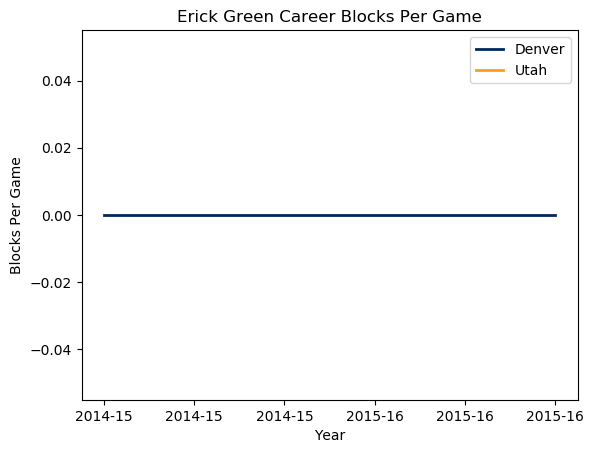 Erick Green Career Blocks Per Game
Denver
Utah
0.04
0.02
0.00
−0.02
−0.04
Blocks Per Game
2014-15
2014-15
2014-15
2015-16
2015-16
2015-16
Year